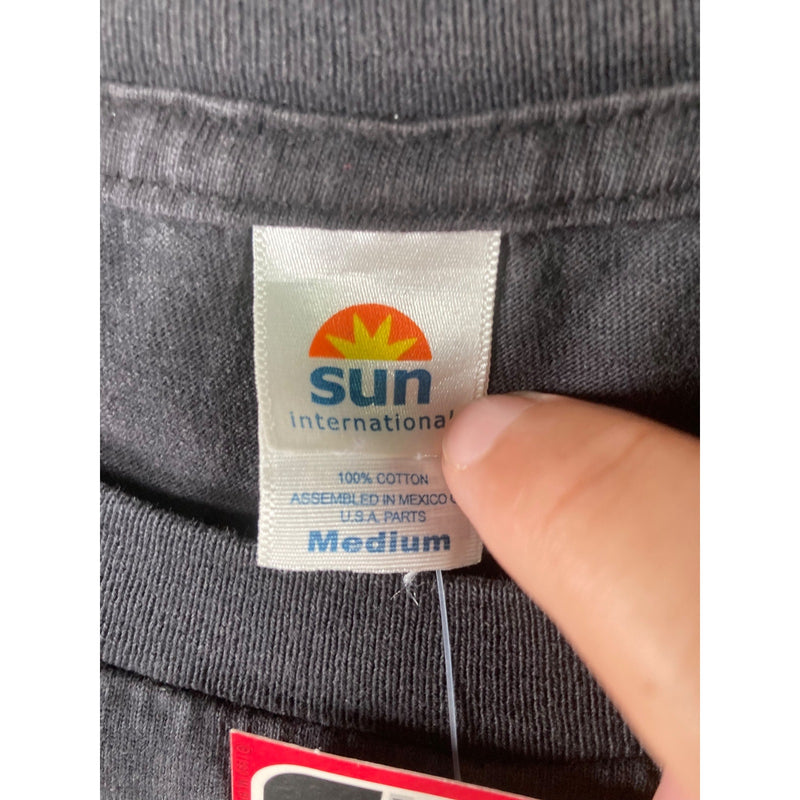 sun
international
100% COTTON
ASSEMBLED IN MEXICO
U.S.A. PARTS
Medium